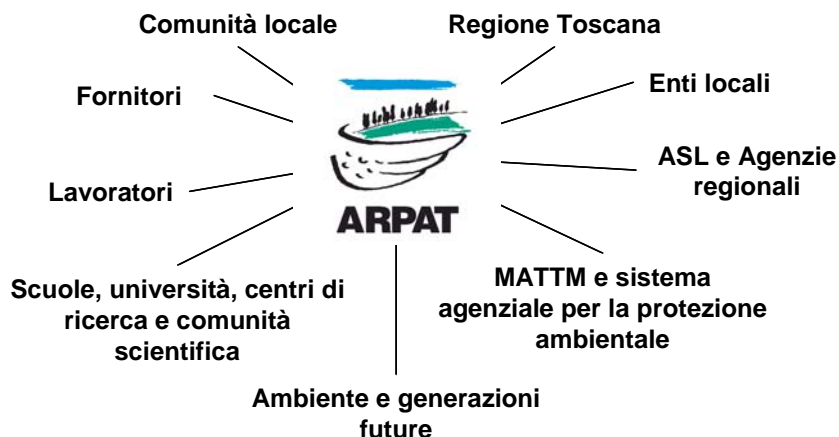 Comunità locale
Regione Toscana
Fornitori
Enti locali
ASL e Agenzie
regionali
Lavoratori
ARPAT
Scuole, università, centri di
ricerca e comunità
scientifica
MATTM e sistema
agenziale per la protezione
ambientale
Ambiente e generazioni
future